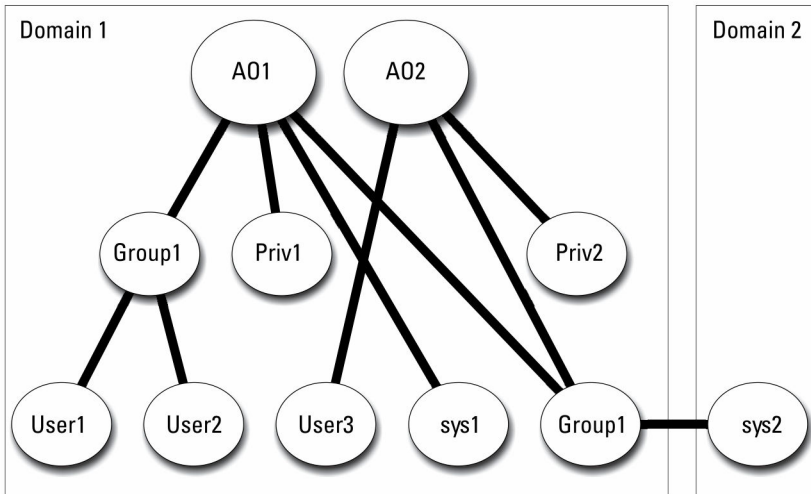 Domain 1
Domain 2
AO1
AO2
Group1
Priv1
Priv2
User1
User2
User3
sys1
Group1
sys2